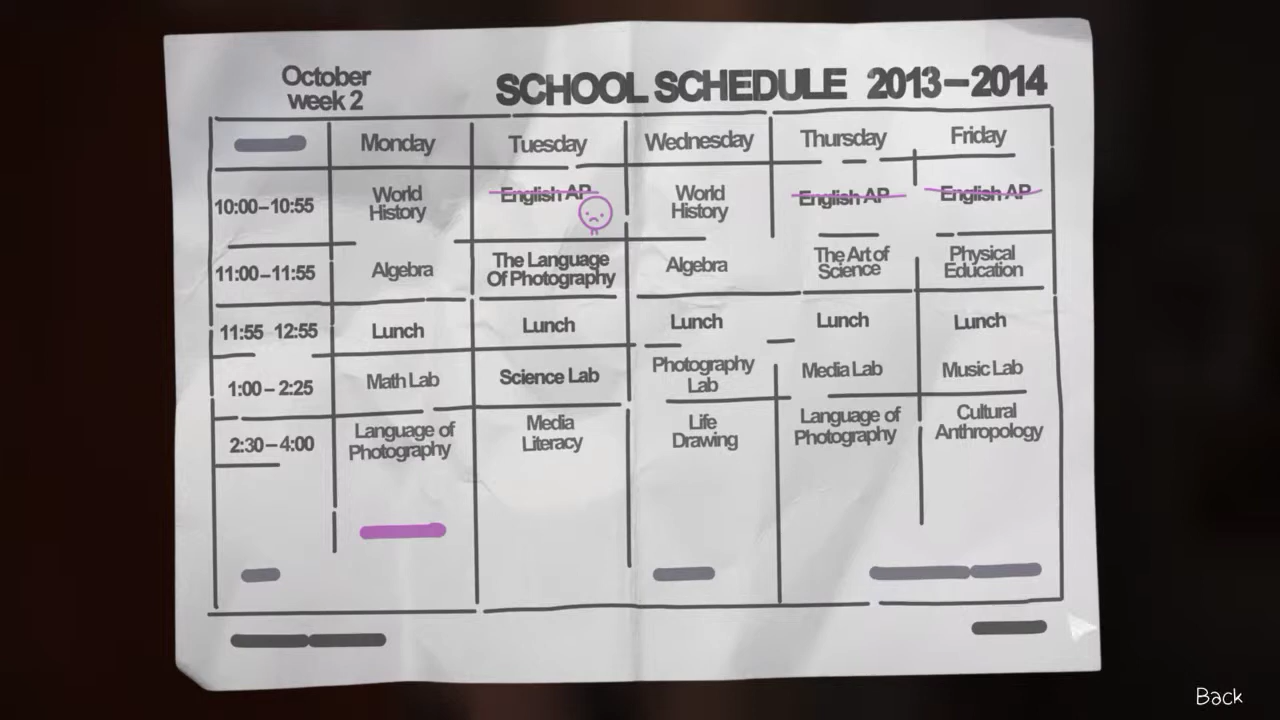 October
week 2
SCHOOL SCHEDULE 2013-2014
Monday Tuesday Wednesday Thursday Friday
10:00-10:55 World History English AP World History English AP English AP
11:00-11:55 Algebra The Language Of Photography Algebra The Art of Science Physical Education
11:55 12:55 Lunch Lunch Lunch Lunch Lunch
1:00-2:25 Math Lab Science Lab Photography Lab Media Lab Music Lab
2:30-4:00 Language of Photography Media Literacy Life Drawing Language of Photography Cultural Anthropology
Back